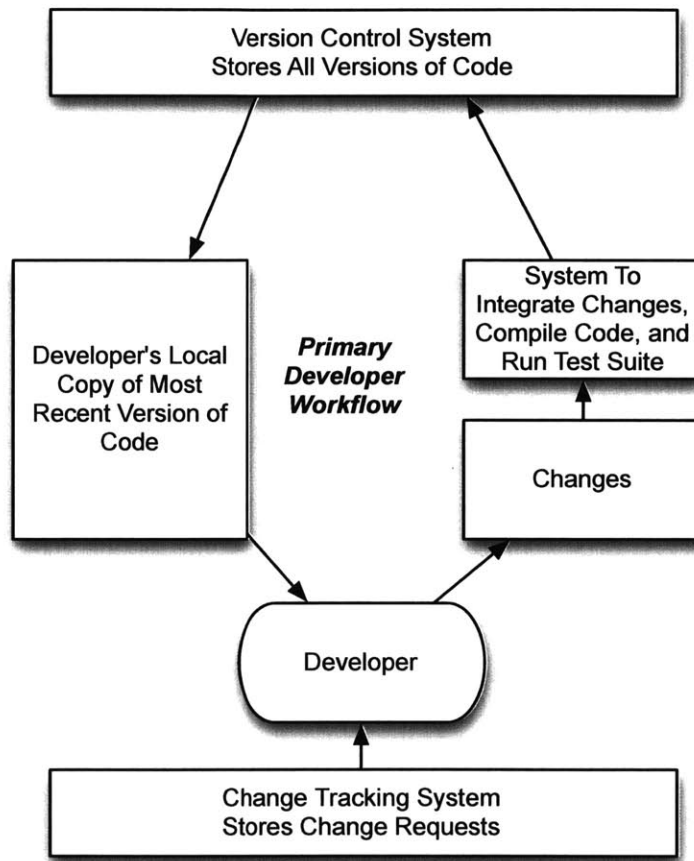 Version Control System
Stores All Versions of Code
Developer's Local
Copy of Most
Recent Version of
Code
Primary
Developer
Workflow
System To
Integrate Changes,
Compile Code, and
Run Test Suite
Changes
Developer
Change Tracking System
Stores Change Requests